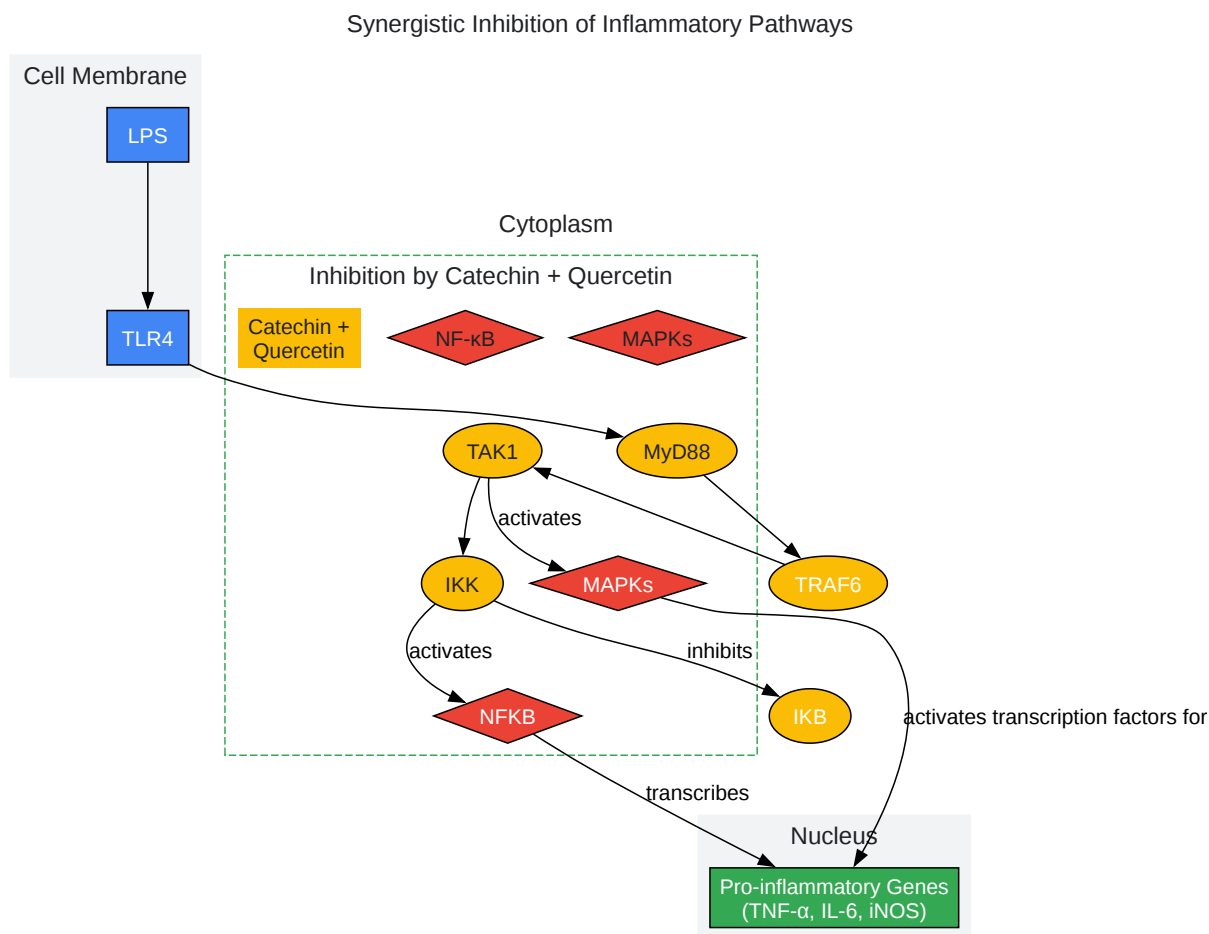 Synergistic Inhibition of Inflammatory Pathways
Cell Membrane
LPS
TLR4
Cytoplasm
Inhibition by Catechin + Quercetin
Catechin +
Quercetin
NF-κB
MAPKs
TAK1
MyD88
activates
IKK
MAPKs
TRAF6
activates
inhibits
NFKB
IKB
activates transcription factors for
transcribes
Nucleus
Pro-inflammatory Genes
(TNF-α, IL-6, iNOS)